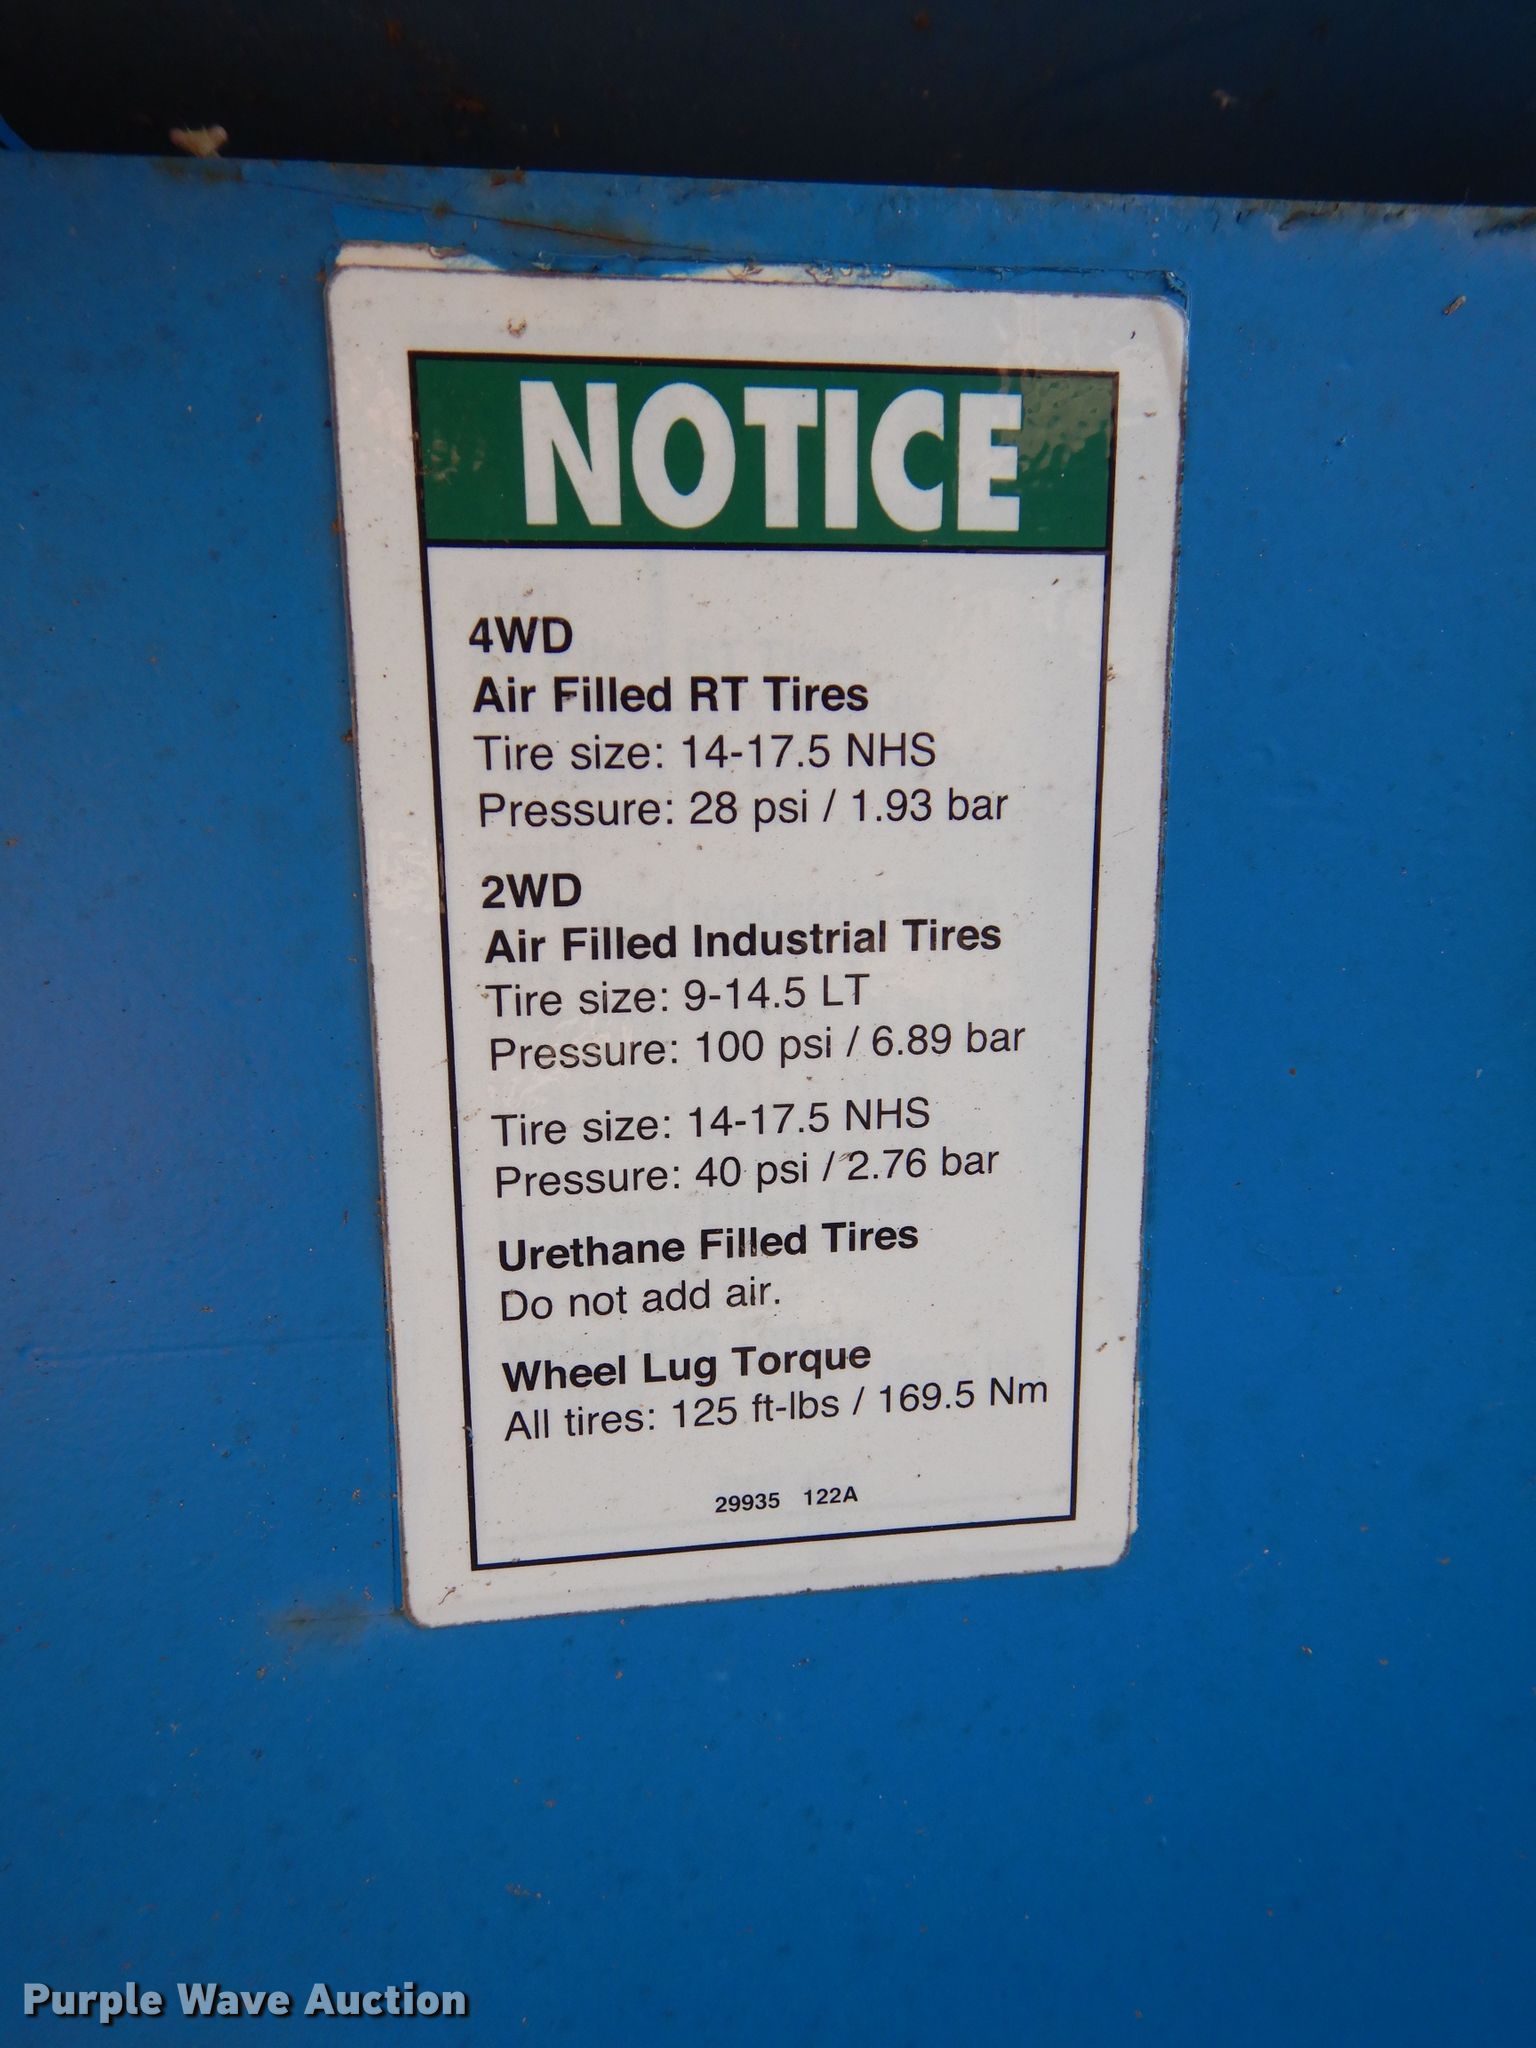 NOTICE
4WD
Air Filled RT Tires
Tire size: 14-17.5 NHS
Pressure: 28 psi / 1.93 bar
2WD
Air Filled Industrial Tires
Tire size: 9-14.5 LT
Pressure: 100 psi / 6.89 bar
Tire size: 14-17.5 NHS
Pressure: 40 psi / 2.76 bar
Urethane Filled Tires
Do not add air.
Wheel Lug Torque
All tires: 125 ft-lbs / 169.5 Nm
29935 122A
Purple Wave Auction